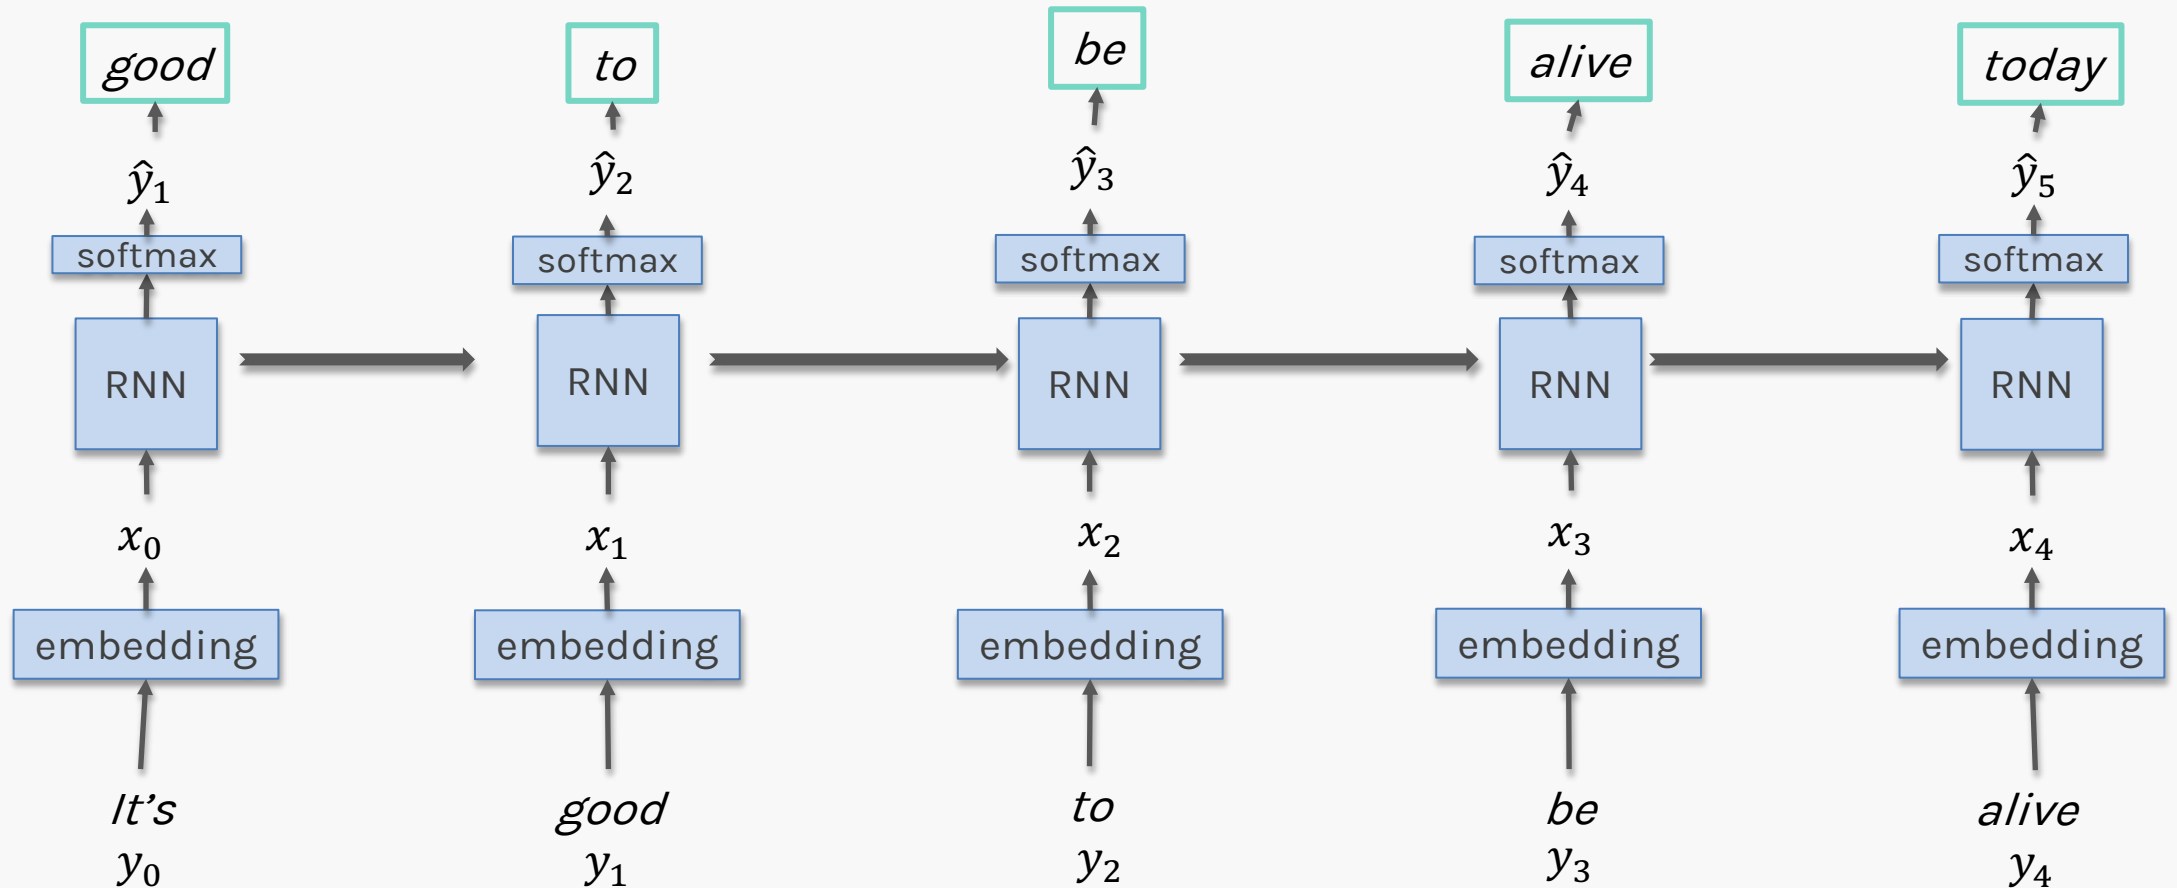 good to be alive today
ŷ₁ ŷ₂ ŷ₃ ŷ₄ ŷ₅
softmax softmax softmax softmax softmax
RNN RNN RNN RNN RNN
x₀ x₁ x₂ x₃ x₄
embedding embedding embedding embedding embedding
It’s good to be alive
y₀ y₁ y₂ y₃ y₄